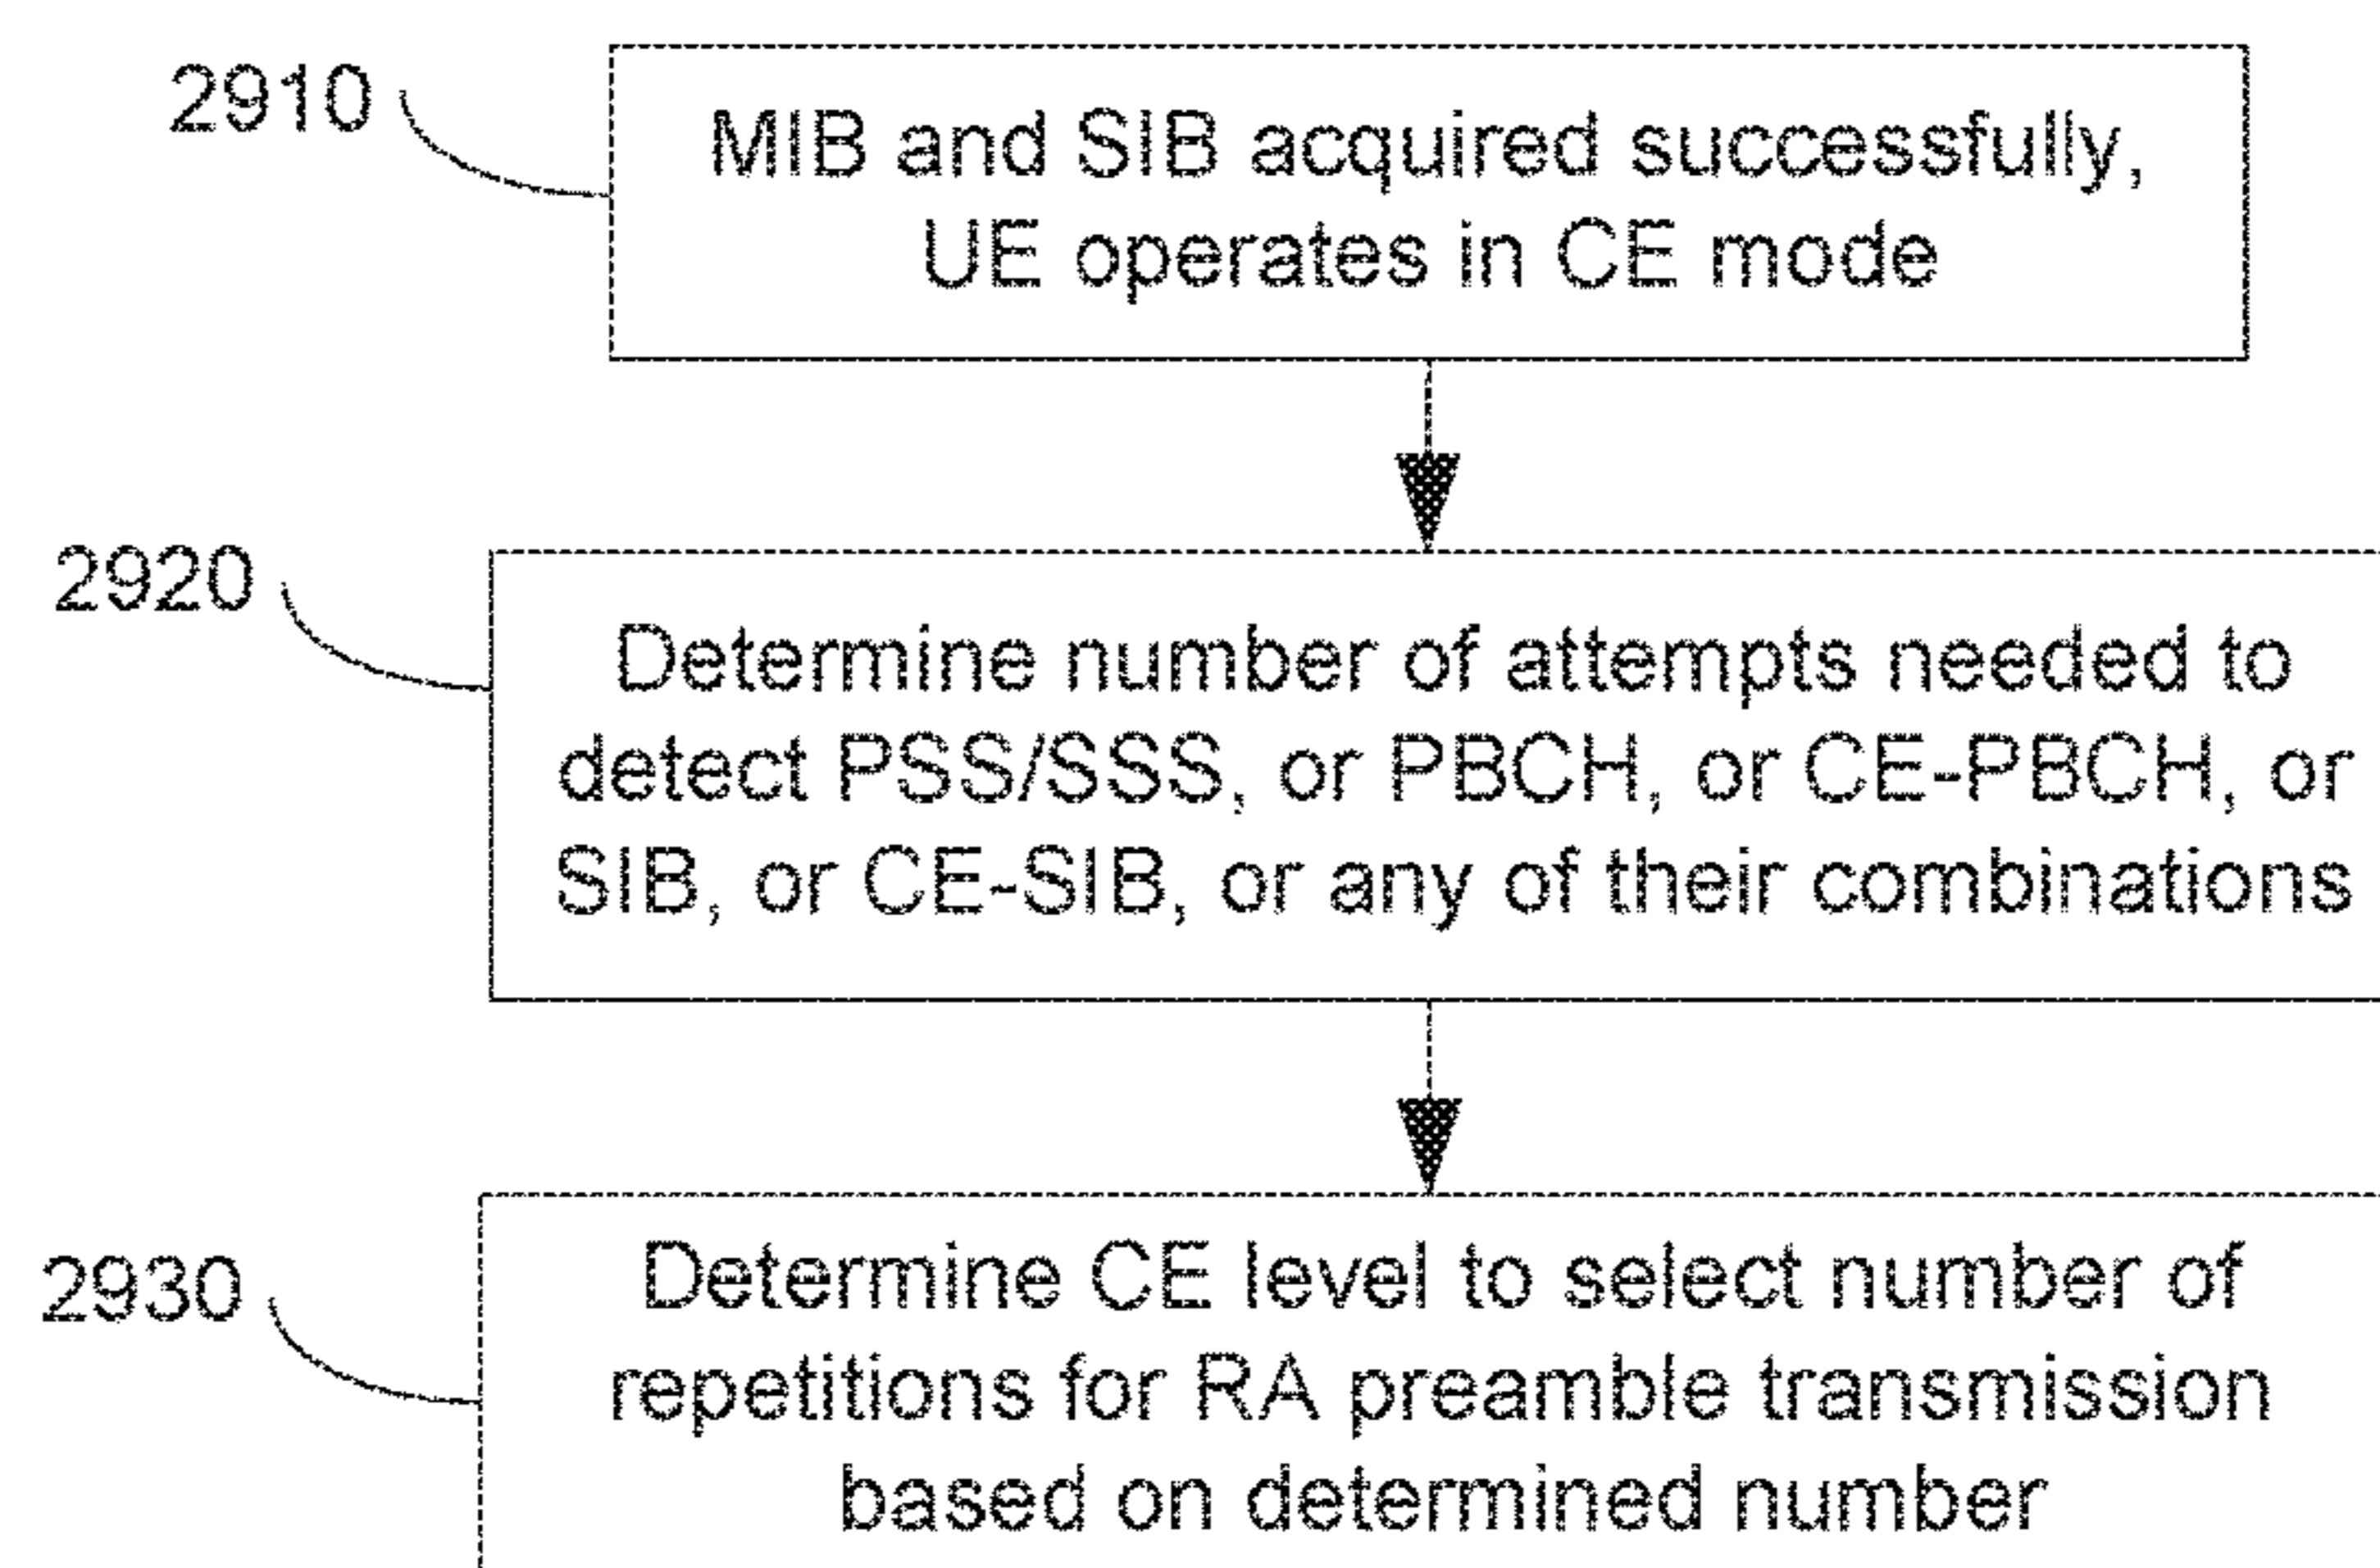 2910
MIB and SIB acquired successfully,
UE operates in CE mode
2920
Determine number of attempts needed to
detect PSS/SSS, or PBCH, or CE-PBCH, or
SIB, or CE-SIB, or any of their combinations
2930
Determine CE level to select number of
repetitions for RA preamble transmission
based on determined number